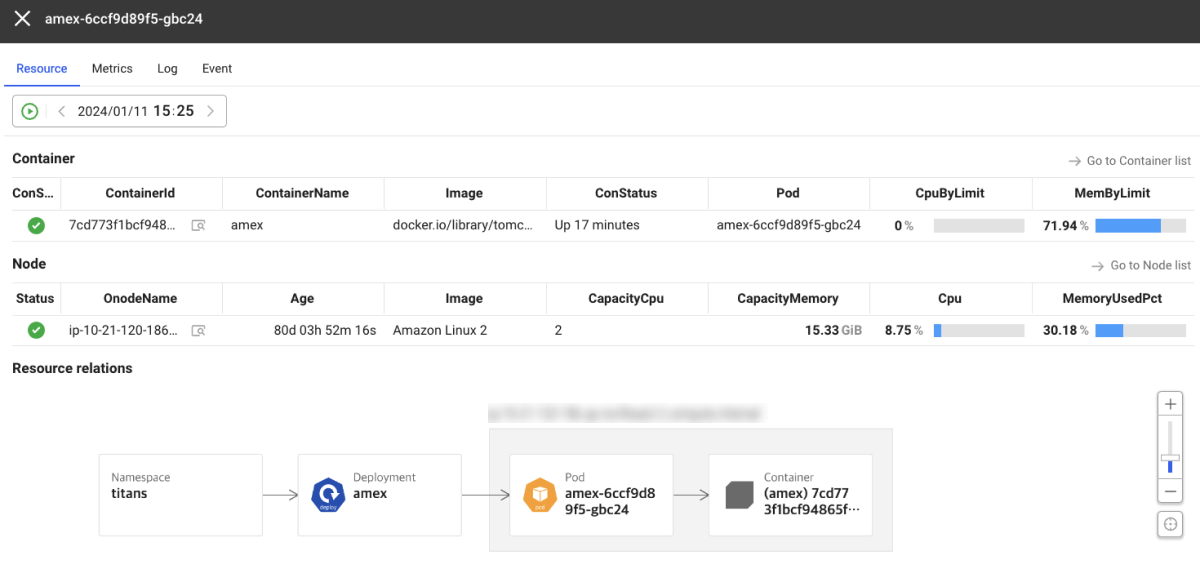 amex-6ccf9d89f5-gbc24
Resource Metrics Log Event
2024/01/11 15:25
Container
Go to Container list
ConS... ContainerId ContainerName Image ConStatus Pod CpuByLimit MemByLimit
7cd773f1bcf948... amex docker.io/library/tomc... Up 17 minutes amex-6ccf9d89f5-gbc24 0 % 71.94 %
Node
Go to Node list
Status OnodeName Age Image CapacityCpu CapacityMemory Cpu MemoryUsedPct
ip-10-21-120-186... 80d 03h 52m 16s Amazon Linux 2 2 15.33 GiB 8.75 % 30.18 %
Resource relations
Namespace
titans
deploy
Deployment
amex
pod
Pod
amex-6ccf9d8
9f5-gbc24
Container
(amex) 7cd77
3f1bcf94865f···